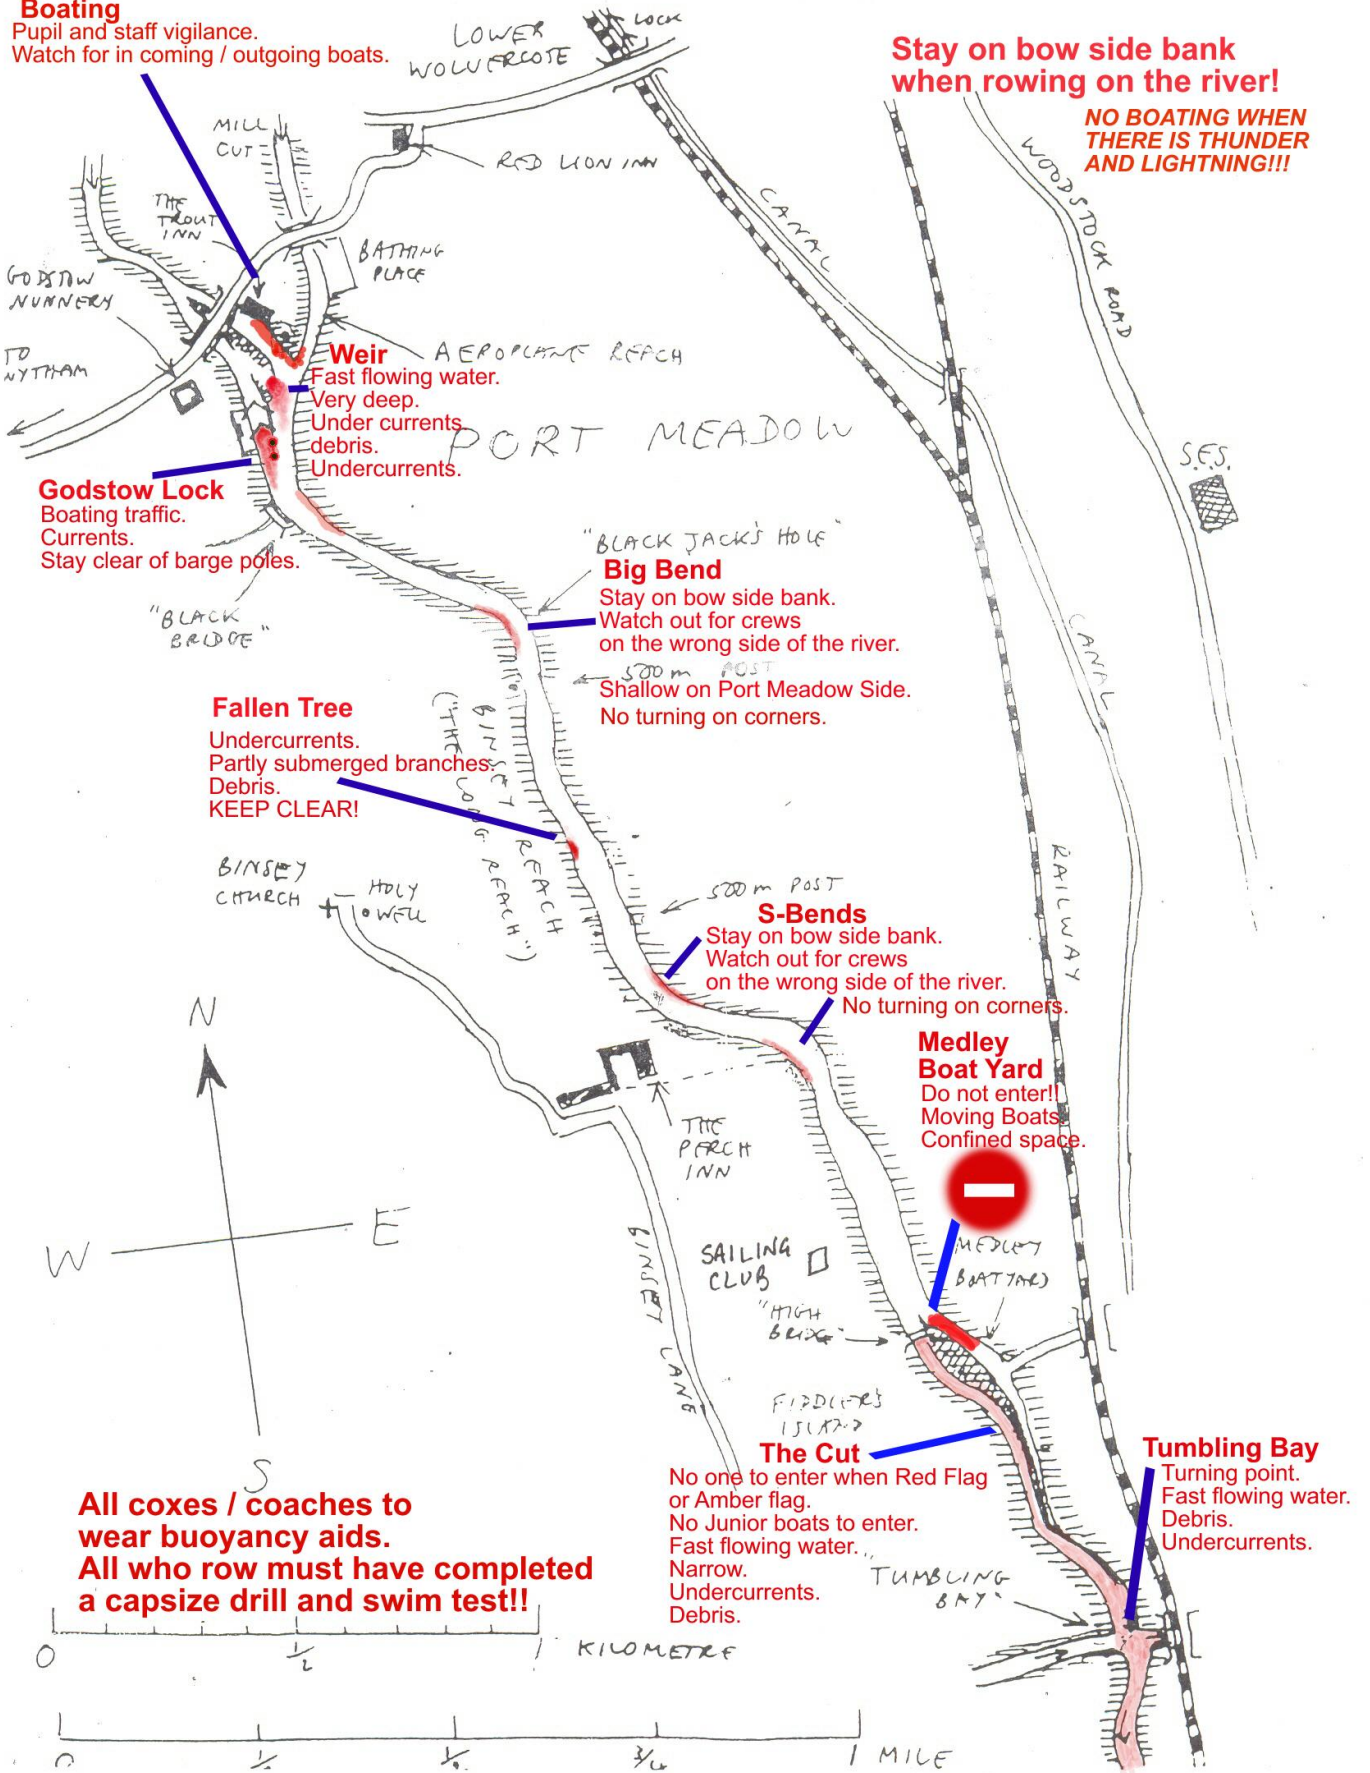 Boating
Pupil and staff vigilance.
Watch for in coming / outgoing boats.
LOWER
WOLVERCOTE
LOCK
Stay on bow side bank
when rowing on the river!
NO BOATING WHEN
THERE IS THUNDER
AND LIGHTNING!!!
MILL
CUT
RED LION INN
WOODSTOCK ROAD
CANAL
THE
TROUT
INN
BATHING
PLACE
GODSTOW
NUNNERY
TO
WYTHAM
AEROPLANE REACH
Weir
Fast flowing water.
Very deep.
Under currents.
debris.
Undercurrents.
PORT MEADOW
S.E.S.
Godstow Lock
Boating traffic.
Currents.
Stay clear of barge poles.
"BLACK
BRIDGE"
"BLACK JACK'S HOLE"
Big Bend
Stay on bow side bank.
Watch out for crews
on the wrong side of the river.
500m POST
Shallow on Port Meadow Side.
No turning on corners.
CANAL
Fallen Tree
Undercurrents.
Partly submerged branches.
Debris.
KEEP CLEAR!
BINSEY REACH
("THE LONG REACH")
BINSEY
CHURCH
HOLY
WELL
500m POST
RAILWAY
S-Bends
Stay on bow side bank.
Watch out for crews
on the wrong side of the river.
No turning on corners.
Medley
Boat Yard
Do not enter!!
Moving Boats.
Confined space.
N
W
E
S
THE
PERCH
INN
BINSEY LANE
SAILING
CLUB
MEDLEY
BOATYARD
"HIGH
BRIDGE"
FIDDLER'S
ISLAND
The Cut
No one to enter when Red Flag
or Amber flag.
No Junior boats to enter.
Fast flowing water.
Narrow.
Undercurrents.
Debris.
"TUMBLING
BAY"
Tumbling Bay
Turning point.
Fast flowing water.
Debris.
Undercurrents.
All coxes / coaches to
wear buoyancy aids.
All who row must have completed
a capsize drill and swim test!!
0 1/2 1 KILOMETRE
0 3/4 1 MILE